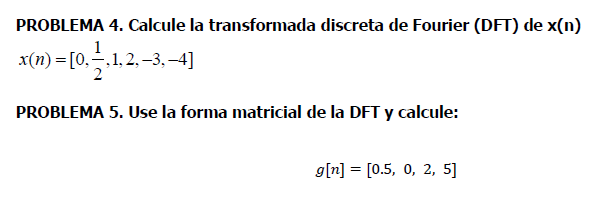 PROBLEMA 4. Calcule la transformada discreta de Fourier (DFT) de x(n)
x(n) = [0, 1/2, 1, 2, −3, −4]
PROBLEMA 5. Use la forma matricial de la DFT y calcule:
g[n] = [0.5, 0, 2, 5]